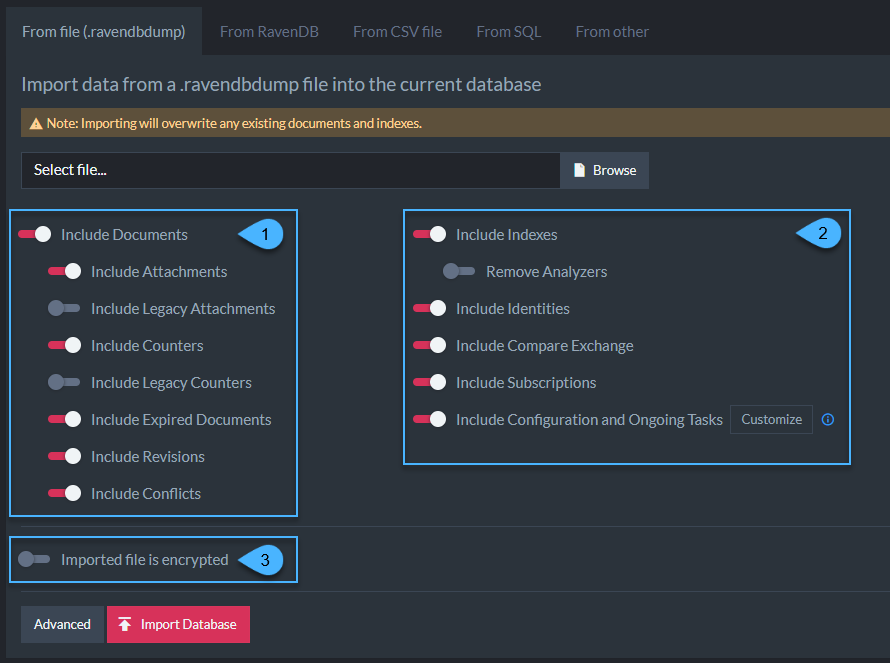 From file (.ravendbdump) From RavenDB From CSV file From SQL From other
Import data from a .ravendbdump file into the current database
Note: Importing will overwrite any existing documents and indexes.
Select file... Browse
Include Documents 1
Include Attachments
Include Legacy Attachments
Include Counters
Include Legacy Counters
Include Expired Documents
Include Revisions
Include Conflicts
Include Indexes 2
Remove Analyzers
Include Identities
Include Compare Exchange
Include Subscriptions
Include Configuration and Ongoing Tasks Customize
Imported file is encrypted 3
Advanced Import Database